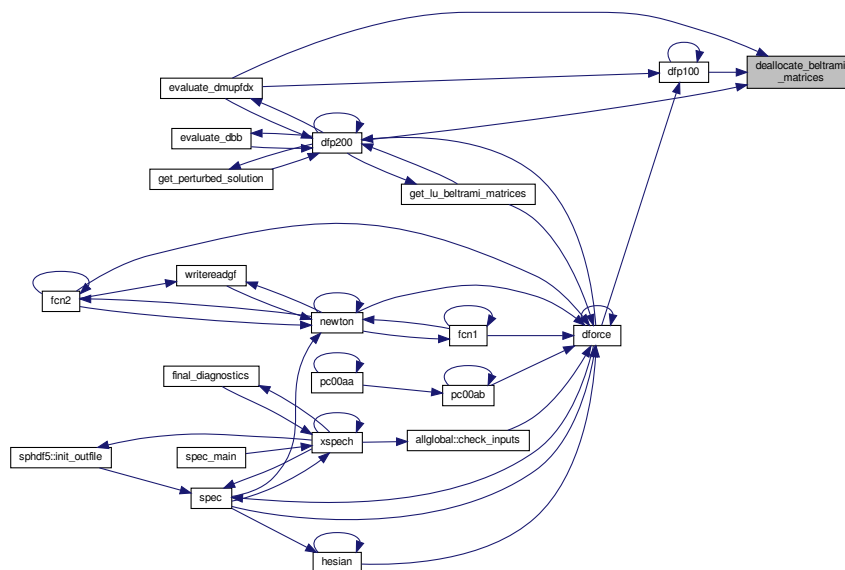 deallocate_beltrami
_matrices
dfp100
evaluate_dmupfdx
evaluate_dbb
dfp200
get_perturbed_solution
get_lu_beltrami_matrices
writereadgf
fcn2
newton
fcn1
dforce
final_diagnostics
pc00aa
pc00ab
xspech
allglobal::check_inputs
sphdf5::init_outfile
spec_main
spec
hesian